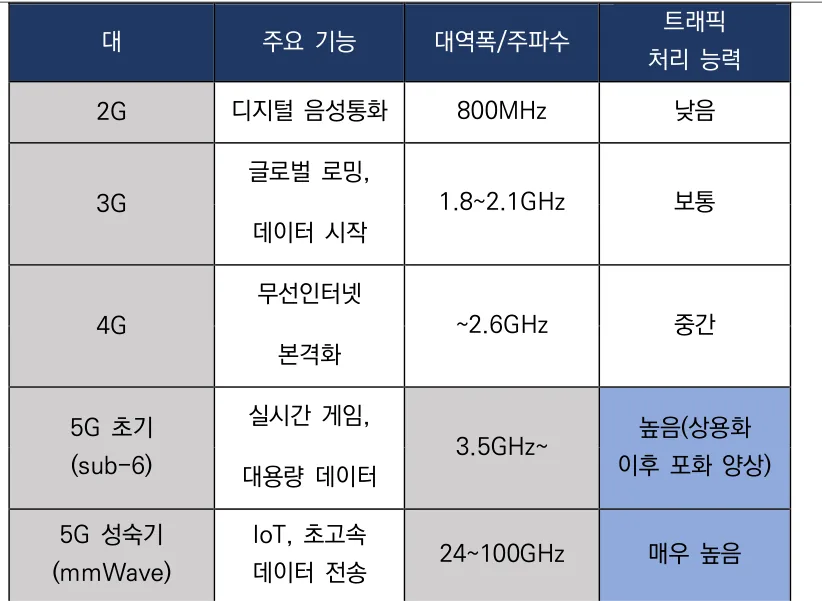 대 주요 기능 대역폭/주파수 트래픽
처리 능력
2G 디지털 음성통화 800MHz 낮음
3G 글로벌 로밍,
데이터 시작 1.8~2.1GHz 보통
4G 무선인터넷
본격화 ~2.6GHz 중간
5G 초기
(sub-6) 실시간 게임,
대용량 데이터 3.5GHz~ 높음(상용화
이후 포화 양상)
5G 성숙기
(mmWave) IoT, 초고속
데이터 전송 24~100GHz 매우 높음